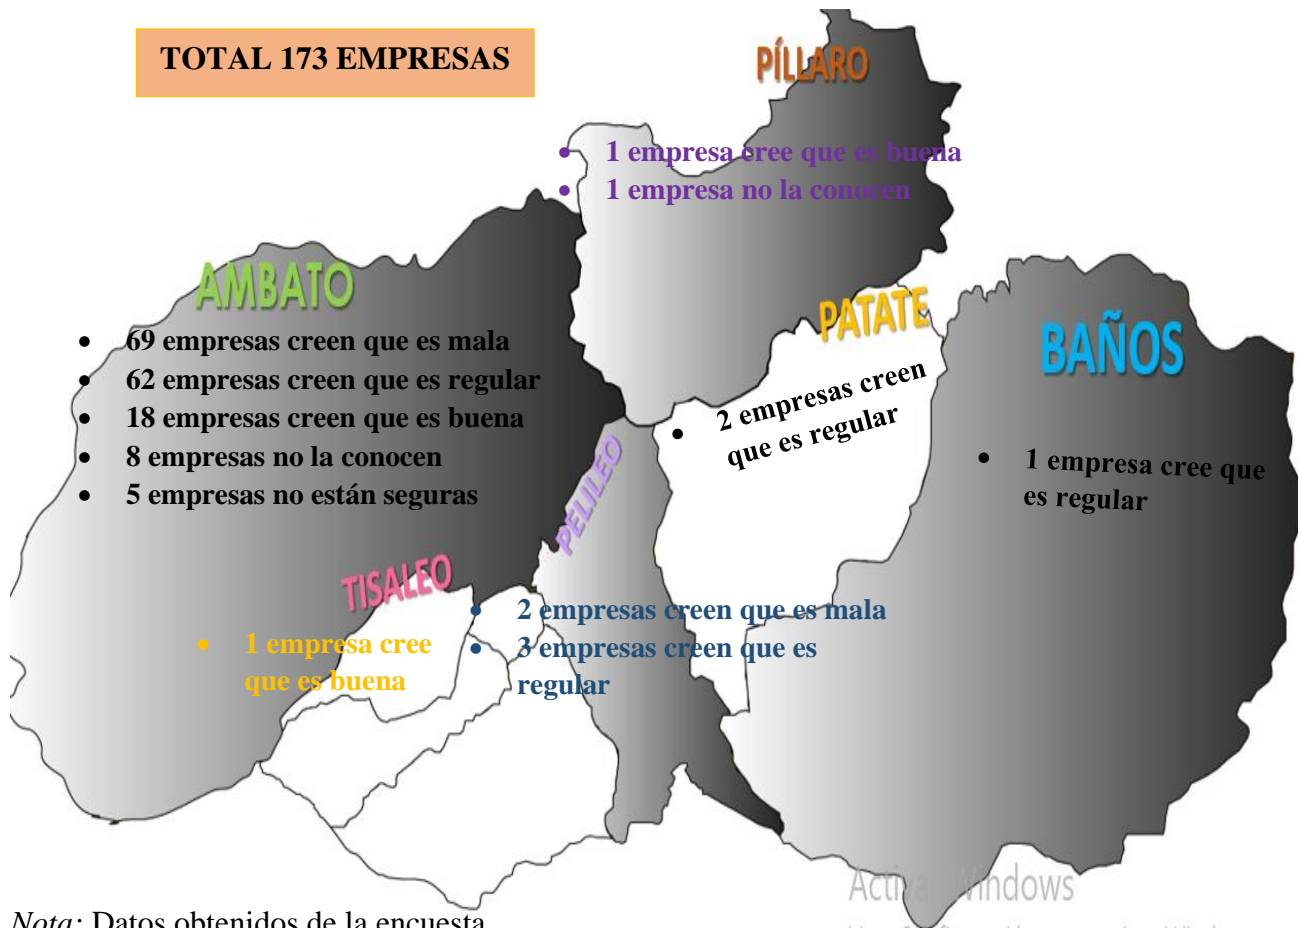 TOTAL 173 EMPRESAS
PÍLLARO
• 1 empresa cree que es buena
• 1 empresa no la conocen
AMBATO
• 69 empresas creen que es mala
• 62 empresas creen que es regular
• 18 empresas creen que es buena
• 8 empresas no la conocen
• 5 empresas no están seguras
PATATE
• 2 empresas creen
que es regular
BAÑOS
• 1 empresa cree que
es regular
PELILEO
• 2 empresas creen que es mala
• 3 empresas creen que es
regular
TISALEO
• 1 empresa cree
que es buena
Activar Windows
Nota: Datos obtenidos de la encuesta